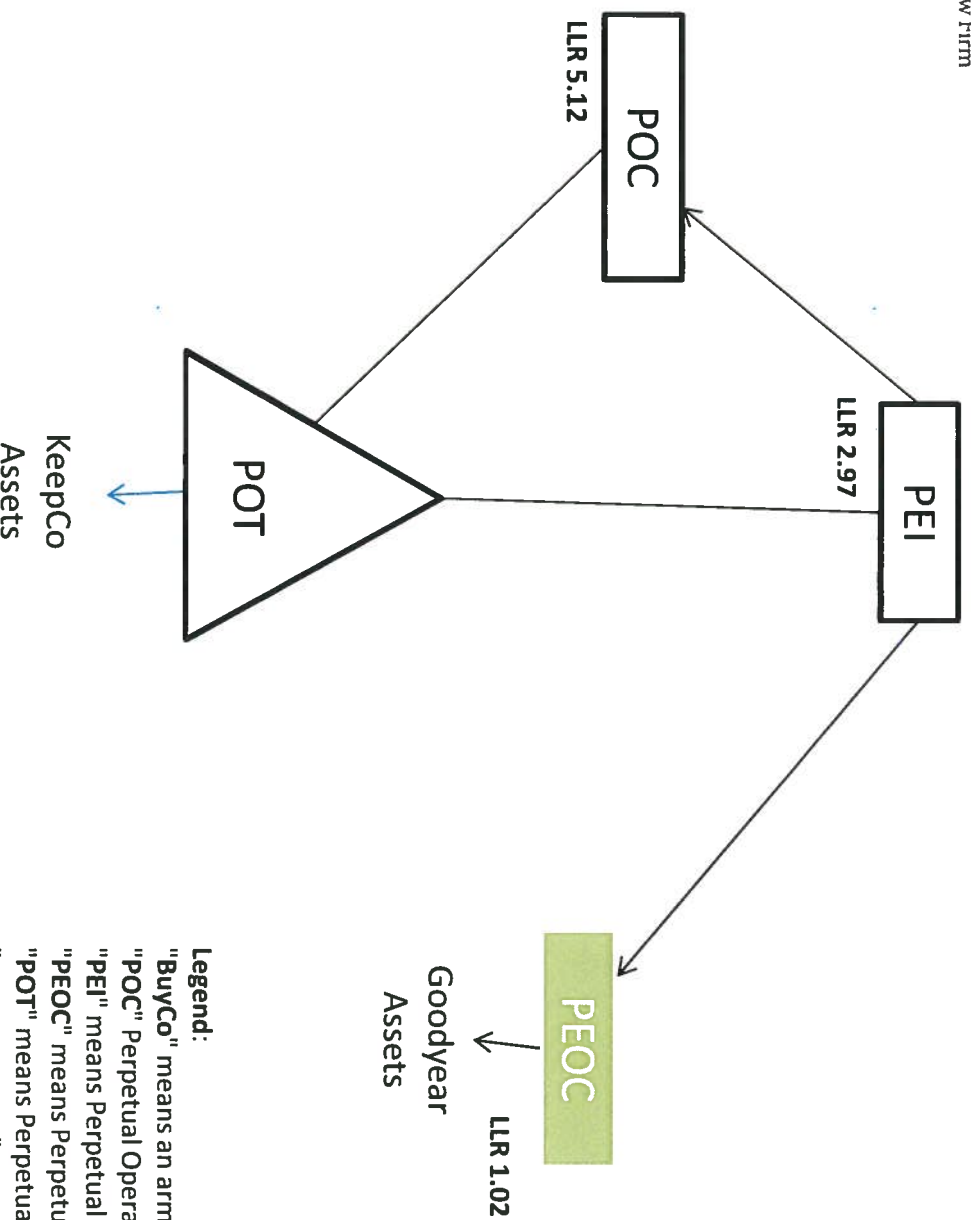 PEI
LLR 2.97
POC
LLR 5.12
POT
KeepCo
Assets
PEOC
LLR 1.02
Goodyear
Assets
Legend:
"BuyCo" means an arm
"POC" Perpetual Opera
"PEI" means Perpetual
"PEOC" means Perpetu
"POT" means Perpetua